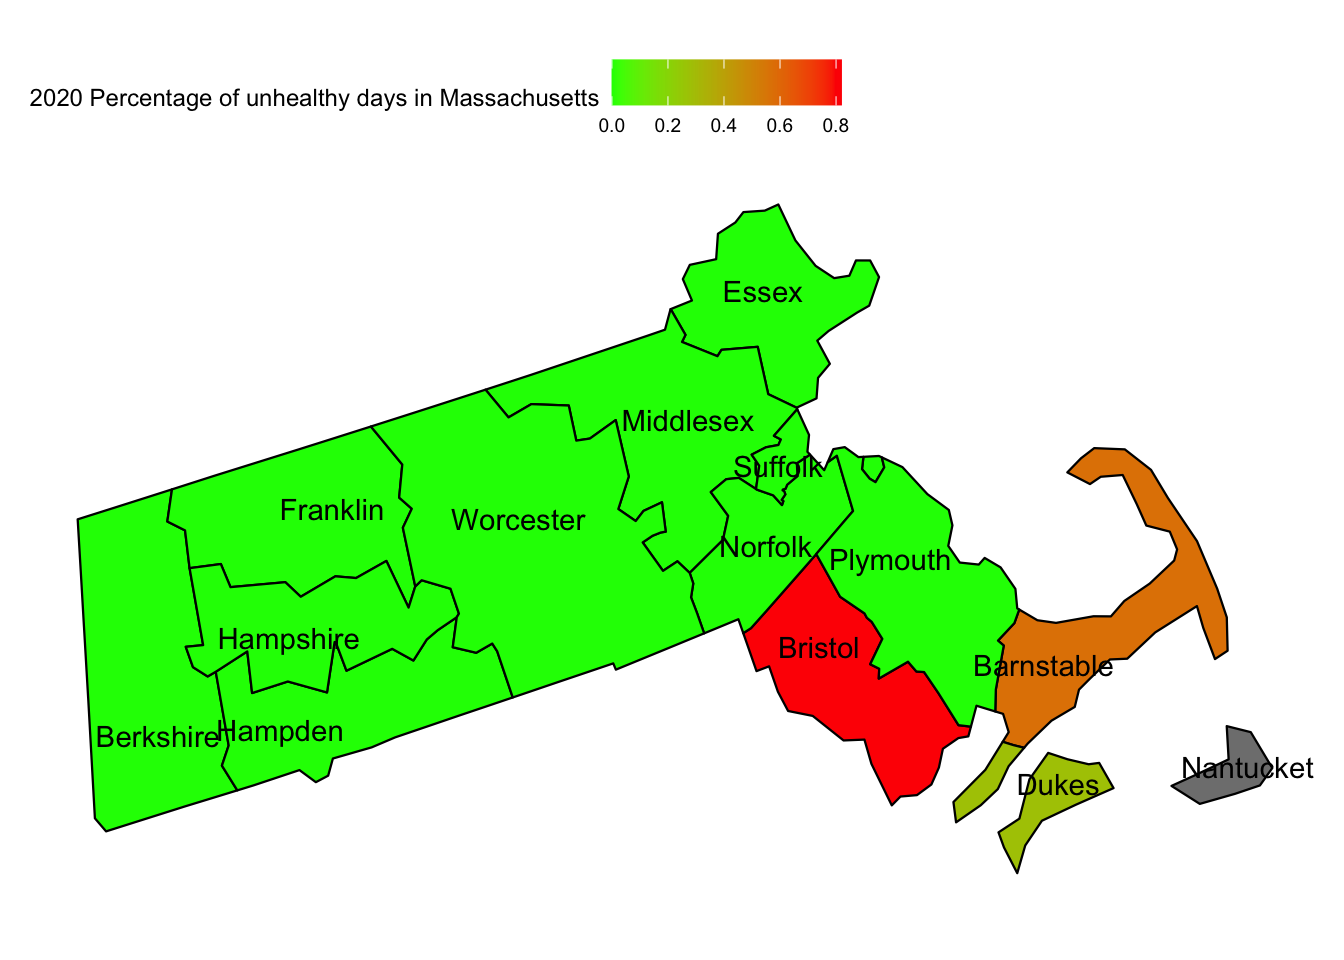 2020 Percentage of unhealthy days in Massachusetts
0.0 0.2 0.4 0.6 0.8
Essex
Middlesex
Suffolk
Franklin
Worcester
Norfolk
Plymouth
Hampshire
Bristol
Barnstable
Berkshire
Hampden
Nantucket
Dukes